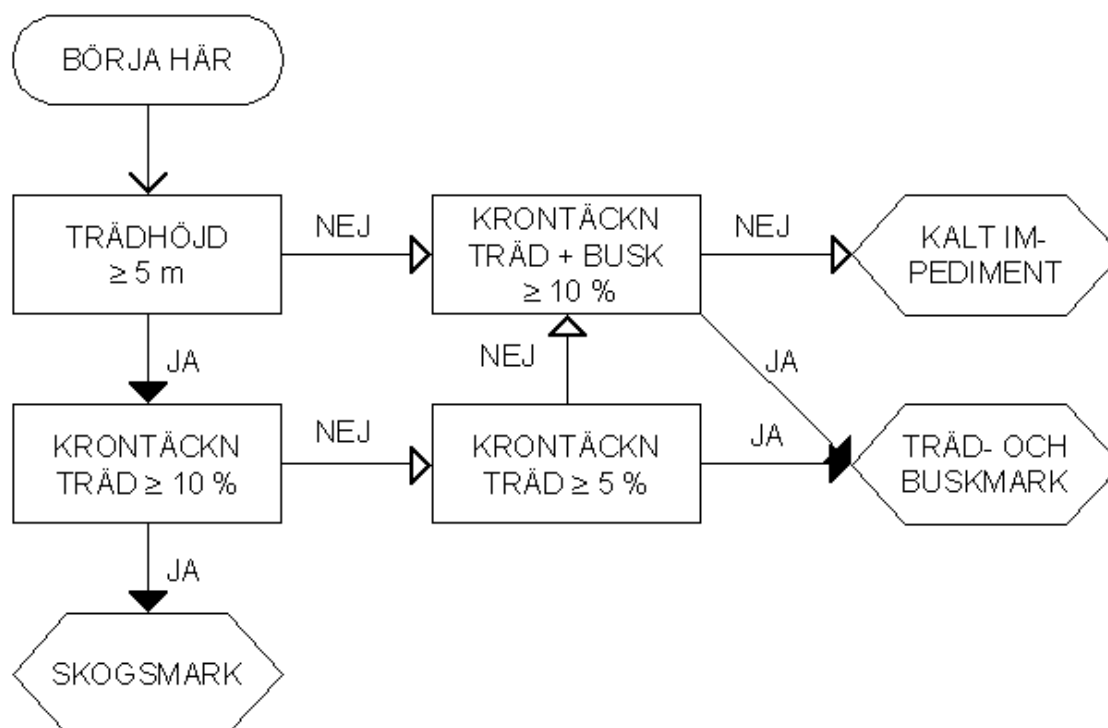 BÖRJA HÄR
TRÄDHÖJD
≥ 5 m
NEJ
KRONTÄCKN
TRÄD + BUSK
≥ 10 %
NEJ
KALT IM-
PEDIMENT
JA
NEJ
JA
KRONTÄCKN
TRÄD ≥ 10 %
NEJ
KRONTÄCKN
TRÄD ≥ 5 %
JA
TRÄD- OCH
BUSKMARK
JA
SKOGSMARK